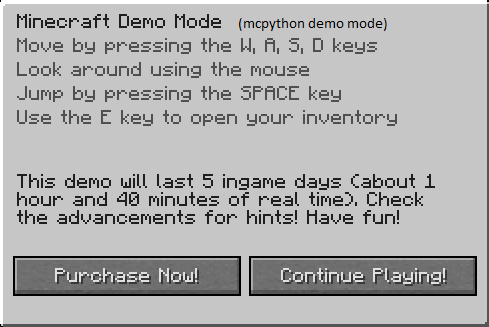 Minecraft Demo Mode (mcpython demo mode)
Move by pressing the W, A, S, D keys
Look around using the mouse
Jump by pressing the SPACE key
Use the E key to open your inventory
This demo will last 5 ingame days (about 1
hour and 40 minutes of real time). Check
the advancements for hints! Have fun!
Purchase Now! Continue Playing!